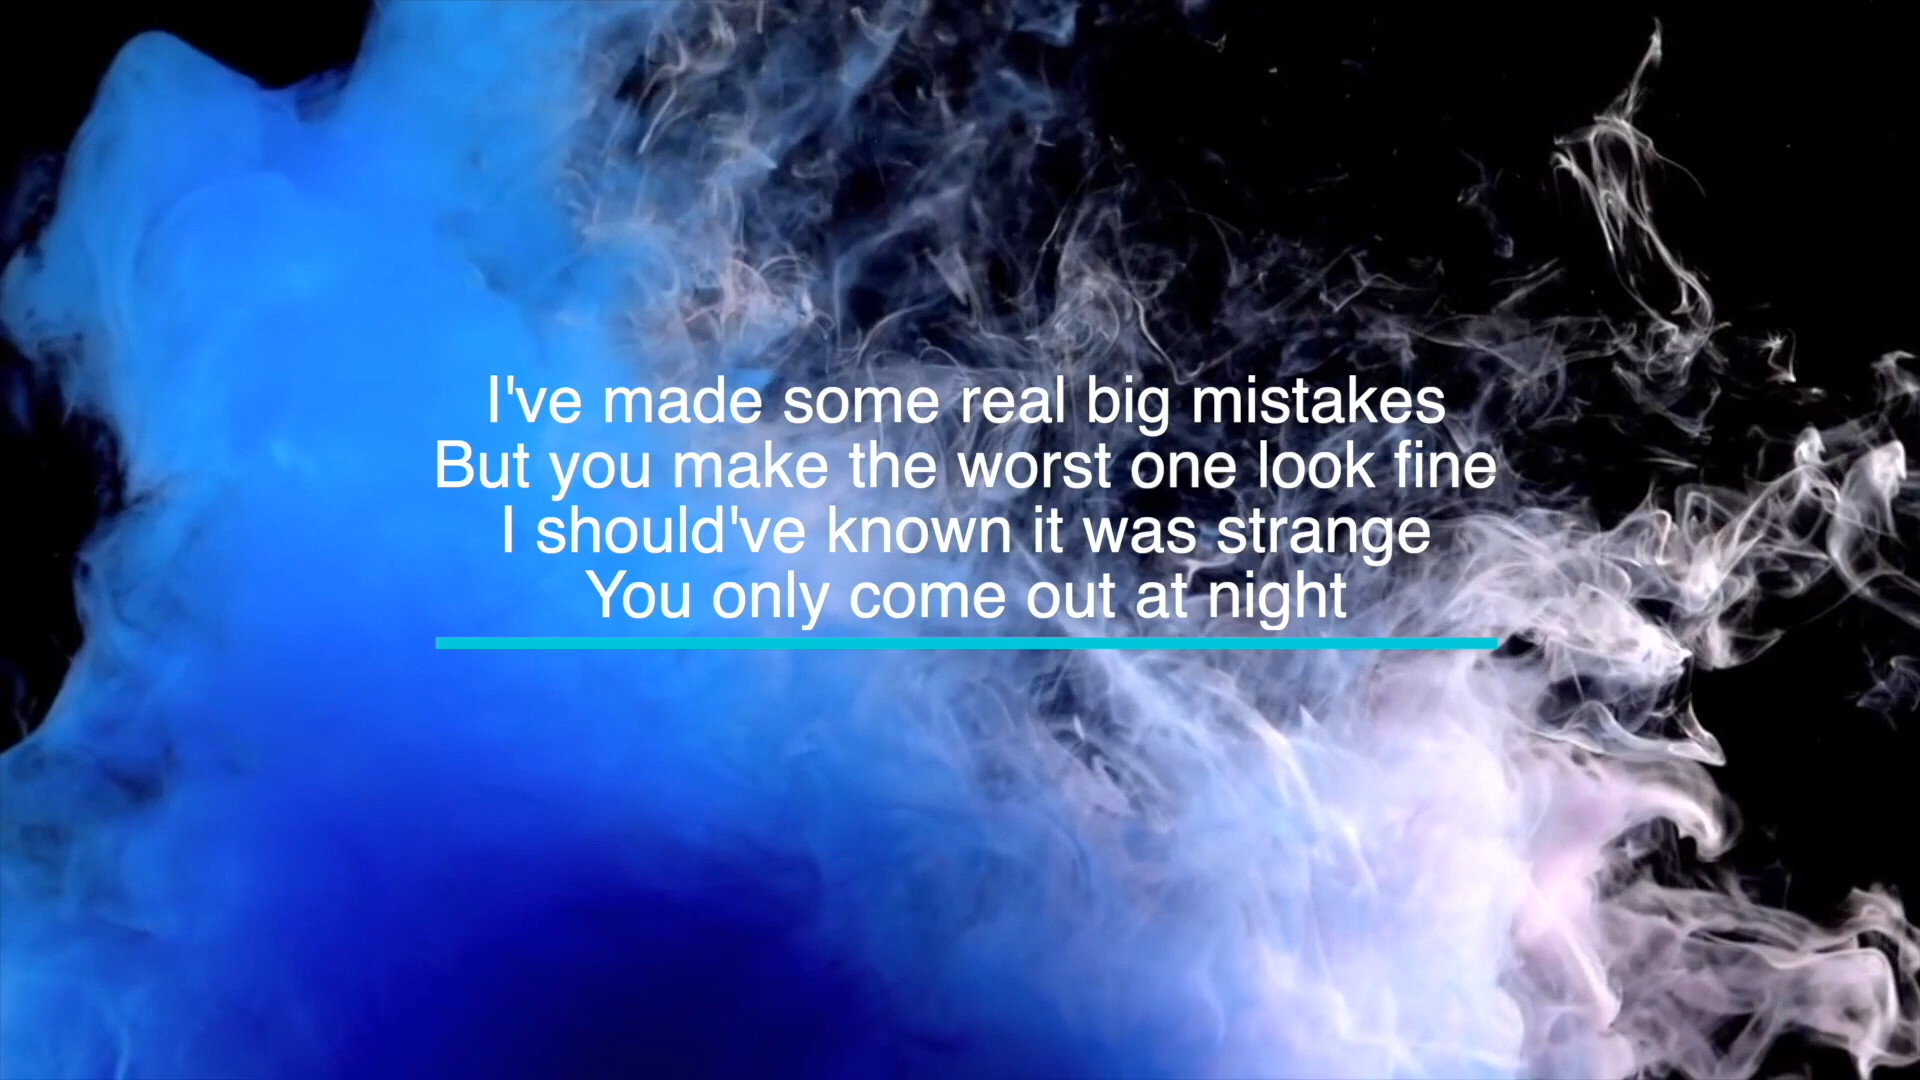 I've made some real big mistakes
But you make the worst one look fine
I should've known it was strange
You only come out at night